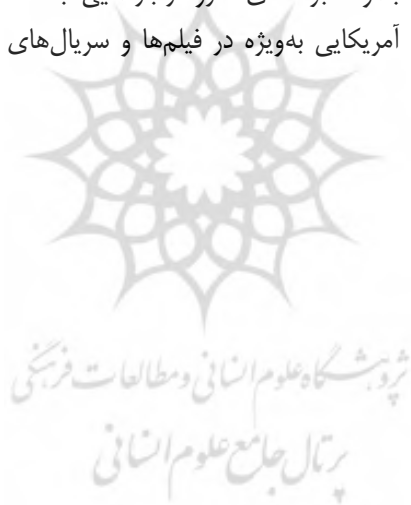 آمریکایی به‌ویژه در فیلم‌ها و سریال‌های
پژوهشگاه علوم انسانی و مطالعات فرهنگی
پرتال جامع علوم انسانی